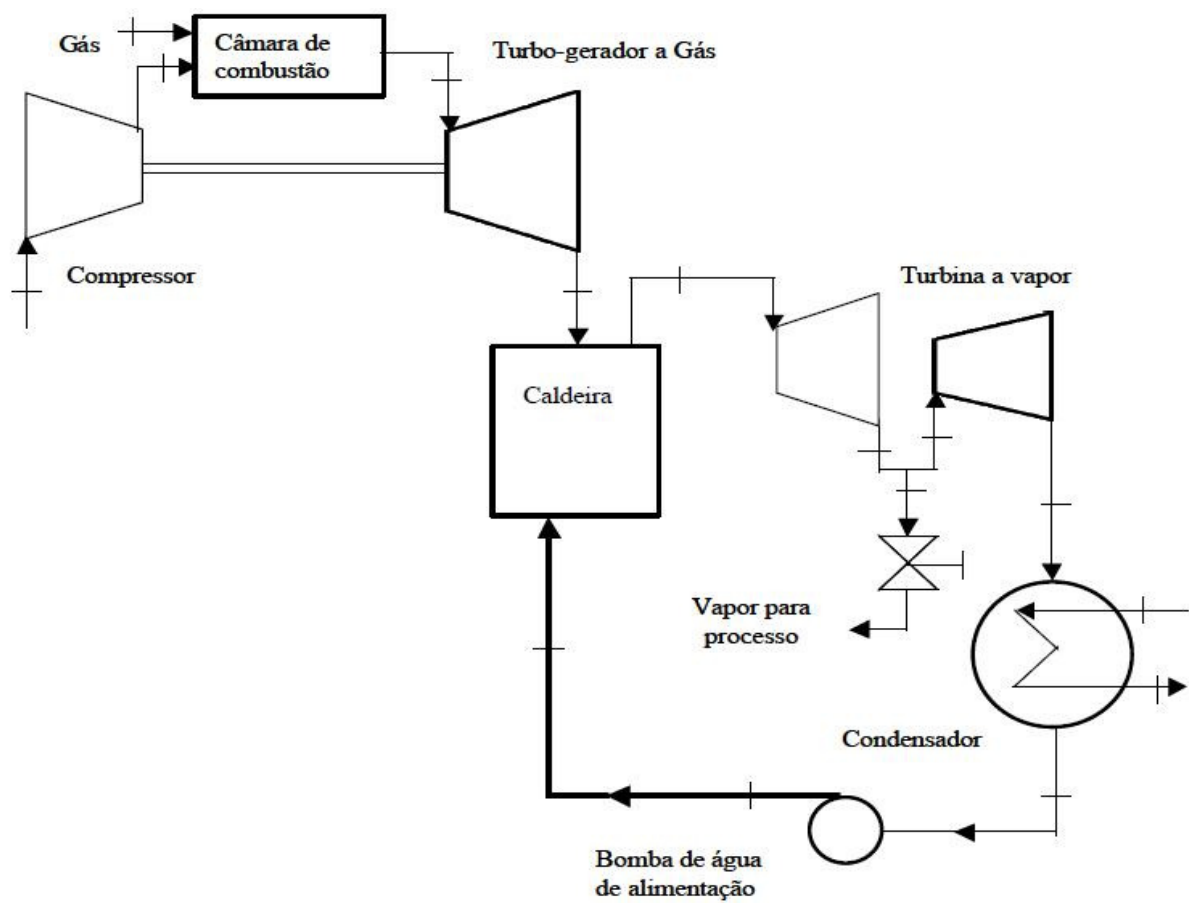 Gás
Câmara de
combustão
Turbo-gerador a Gás
Compressor
Turbina a vapor
Caldeira
Vapor para
processo
Condensador
Bomba de água
de alimentação